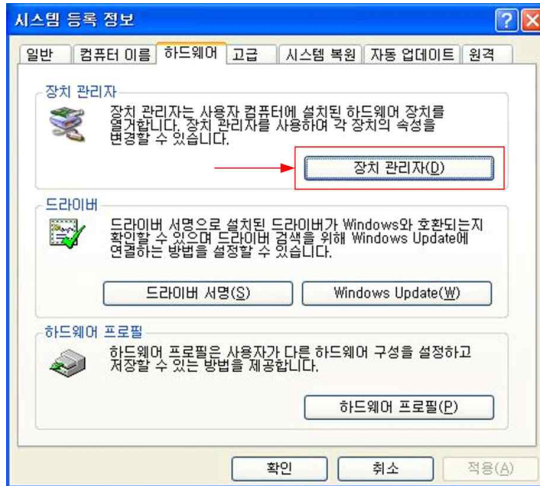 시스템 등록 정보
일반 컴퓨터 이름 하드웨어 고급 시스템 복원 자동 업데이트 원격
장치 관리자
장치 관리자는 사용자 컴퓨터에 설치된 하드웨어 장치를
열거합니다. 장치 관리자를 사용하여 각 장치의 속성을
변경할 수 있습니다.
장치 관리자(D)
드라이버
드라이버 서명으로 설치된 드라이버가 Windows와 호환되는지
확인할 수 있으며 드라이버 검색을 위해 Windows Update에
연결하는 방법을 설정할 수 있습니다.
드라이버 서명(S) Windows Update(W)
하드웨어 프로필
하드웨어 프로필은 사용자가 다른 하드웨어 구성을 설정하고
저장할 수 있는 방법을 제공합니다.
하드웨어 프로필(P)
확인 취소 적용(A)